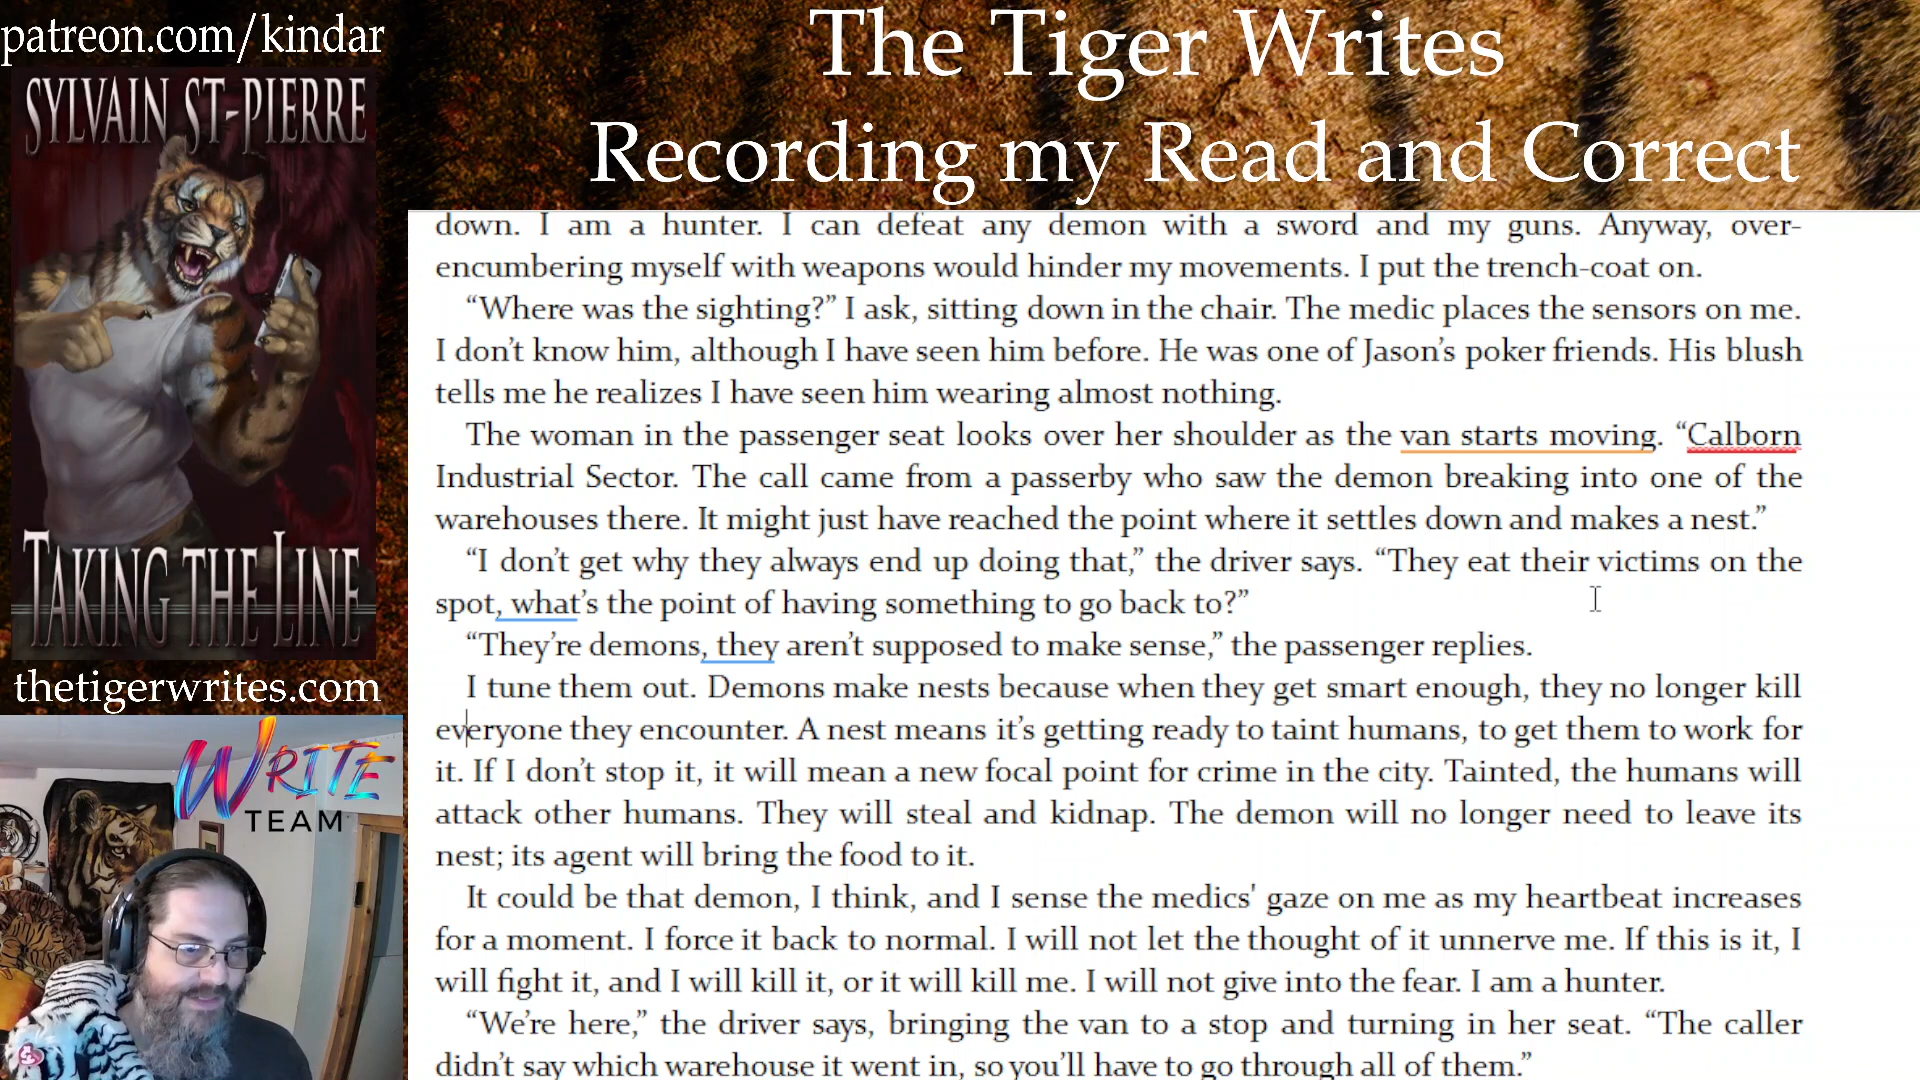 patreon.com/kindar
SYLVAIN ST-PIERRE
TAKING THE LINE
thetigerwrites.com
WRITE
TEAM
The Tiger Writes
Recording my Read and Correct
down. I am a hunter. I can defeat any demon with a sword and my guns. Anyway, over-
encumbering myself with weapons would hinder my movements. I put the trench-coat on.
“Where was the sighting?” I ask, sitting down in the chair. The medic places the sensors on me.
I don’t know him, although I have seen him before. He was one of Jason’s poker friends. His blush
tells me he realizes I have seen him wearing almost nothing.
The woman in the passenger seat looks over her shoulder as the van starts moving. “Calborn
Industrial Sector. The call came from a passerby who saw the demon breaking into one of the
warehouses there. It might just have reached the point where it settles down and makes a nest.”
“I don’t get why they always end up doing that,” the driver says. “They eat their victims on the
spot, what’s the point of having something to go back to?”
“They’re demons, they aren’t supposed to make sense,” the passenger replies.
I tune them out. Demons make nests because when they get smart enough, they no longer kill
everyone they encounter. A nest means it’s getting ready to taint humans, to get them to work for
it. If I don’t stop it, it will mean a new focal point for crime in the city. Tainted, the humans will
attack other humans. They will steal and kidnap. The demon will no longer need to leave its
nest; its agent will bring the food to it.
It could be that demon, I think, and I sense the medics' gaze on me as my heartbeat increases
for a moment. I force it back to normal. I will not let the thought of it unnerve me. If this is it, I
will fight it, and I will kill it, or it will kill me. I will not give into the fear. I am a hunter.
“We’re here,” the driver says, bringing the van to a stop and turning in her seat. “The caller
didn’t say which warehouse it went in, so you’ll have to go through all of them.”